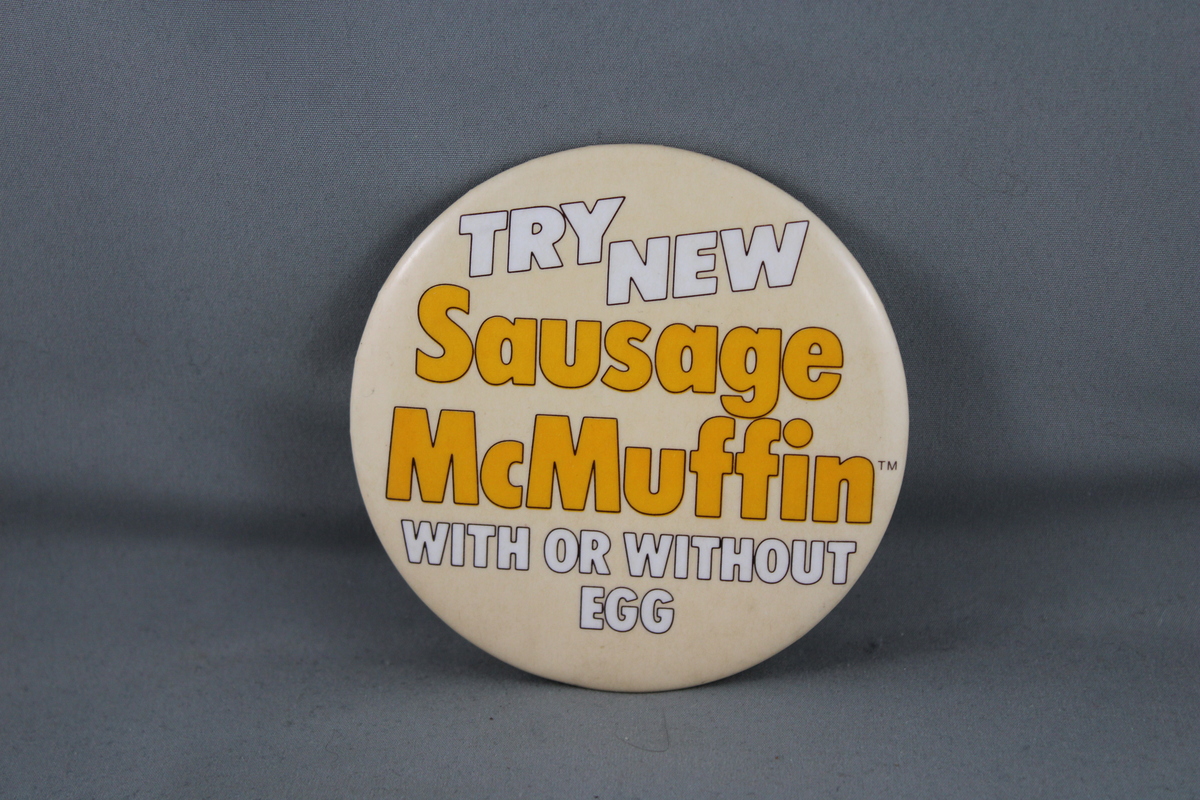 TRY NEW
Sausage
McMuffin™
WITH OR WITHOUT
EGG